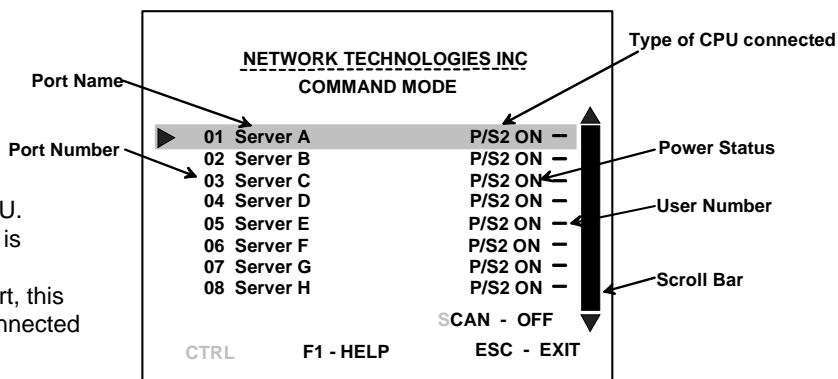 Type of CPU connected
NETWORK TECHNOLOGIES INC
COMMAND MODE
Port Name
01 Server A P/S2 ON –
Port Number
02 Server B P/S2 ON –
Power Status
03 Server C P/S2 ON –
04 Server D P/S2 ON –
User Number
05 Server E P/S2 ON –
06 Server F P/S2 ON –
07 Server G P/S2 ON –
Scroll Bar
08 Server H P/S2 ON –
SCAN - OFF
CTRL F1 - HELP ESC - EXIT
U.
is
rt, this
nnected